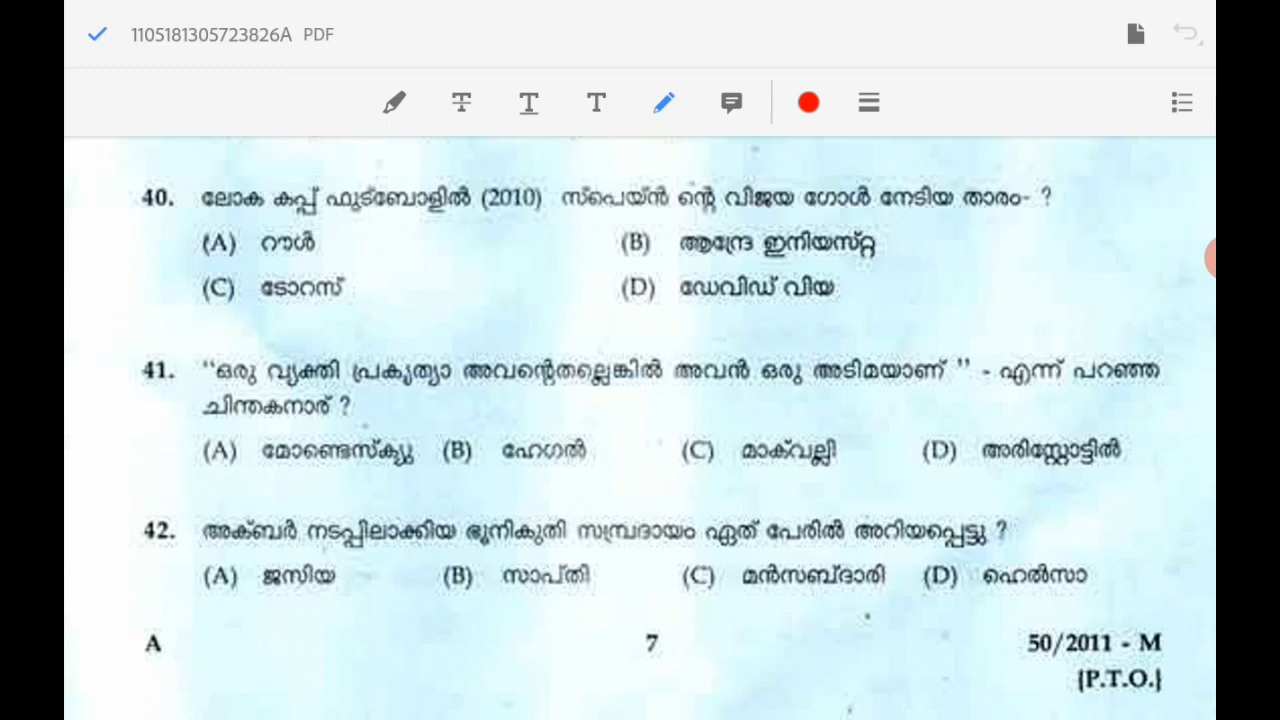 1105181305723826A PDF
40. ലോക കപ്പ് ഫുട്ബോളിൽ (2010) സ്പെയ്ൻ ന്റെ വിജയ ഗോൾ നേടിയ താരം- ?
(A) റൗൾ (B) ആന്ദ്രേ ഇനിയസ്റ്റ
(C) ടോറസ് (D) ഡേവിഡ് വിയ
41. “ഒരു വ്യക്തി പ്രകൃത്യാ അവന്റെതല്ലെങ്കിൽ അവൻ ഒരു അടിമയാണ് ” - എന്ന് പറഞ്ഞ
ചിന്തകനാര് ?
(A) മോണ്ടെസ്ക്യു (B) ഹേഗൽ (C) മാക്‌വല്ലി (D) അരിസ്റ്റോട്ടിൽ
42. അക്ബർ നടപ്പിലാക്കിയ ഭൂനികുതി സമ്പ്രദായം ഏത് പേരിൽ അറിയപ്പെട്ടു ?
(A) ജസിയ (B) സാപ്തി (C) മൻസബ്ദാരി (D) ഹെൽസാ
A 7 50/2011 - M
{P.T.O.}